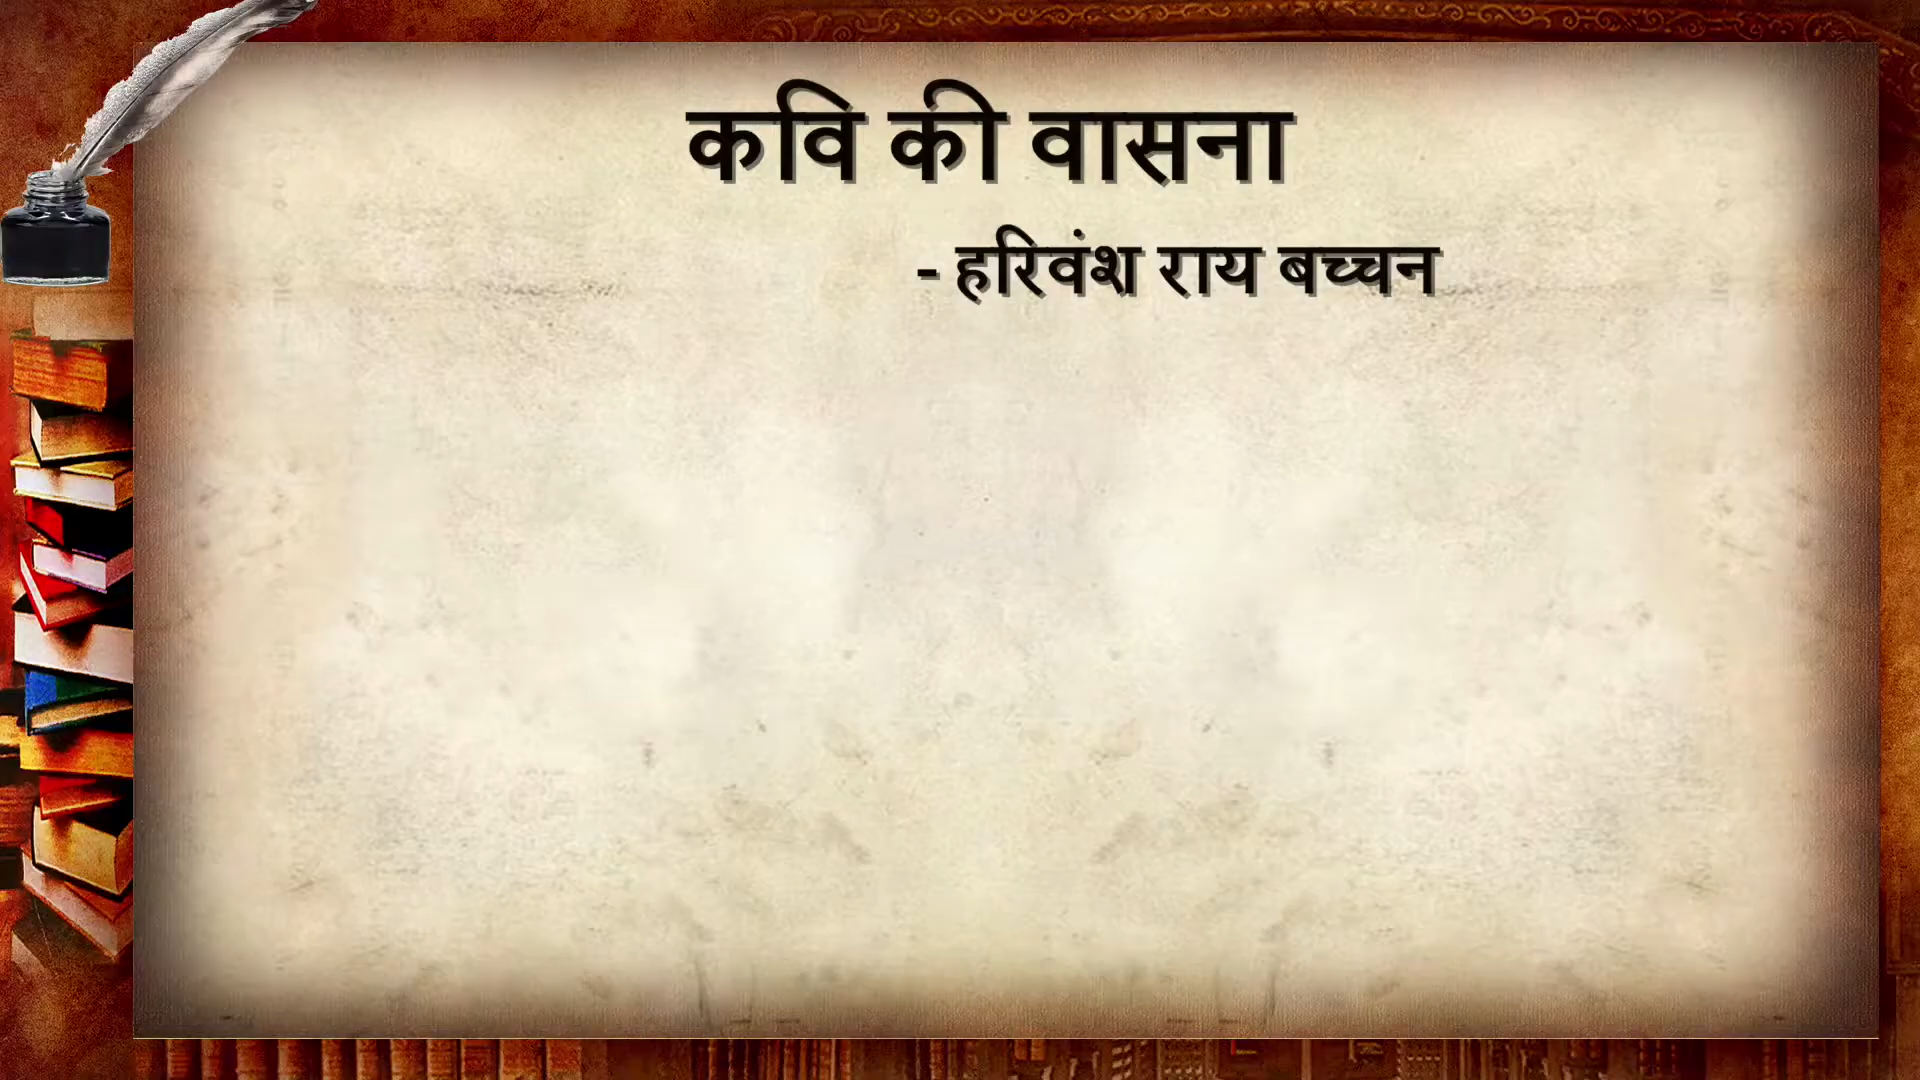 कवि की वासना
- हरिवंश राय बच्चन